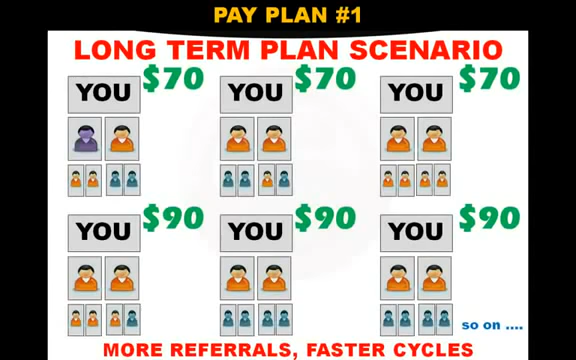 PAY PLAN #1
LONG TERM PLAN SCENARIO
YOU $70 YOU $70 YOU $70
YOU $90 YOU $90 YOU $90
so on ....
MORE REFERRALS, FASTER CYCLES